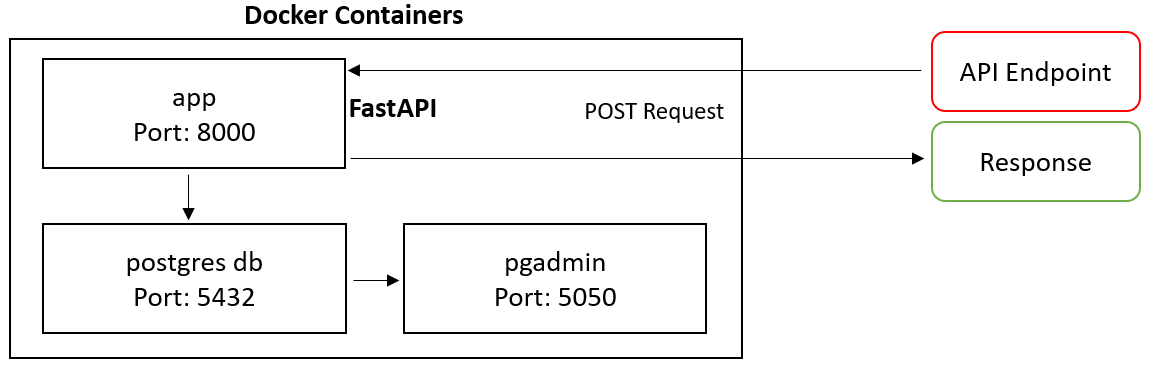 Docker Containers
app
Port: 8000
FastAPI
POST Request
API Endpoint
Response
postgres db
Port: 5432
pgadmin
Port: 5050